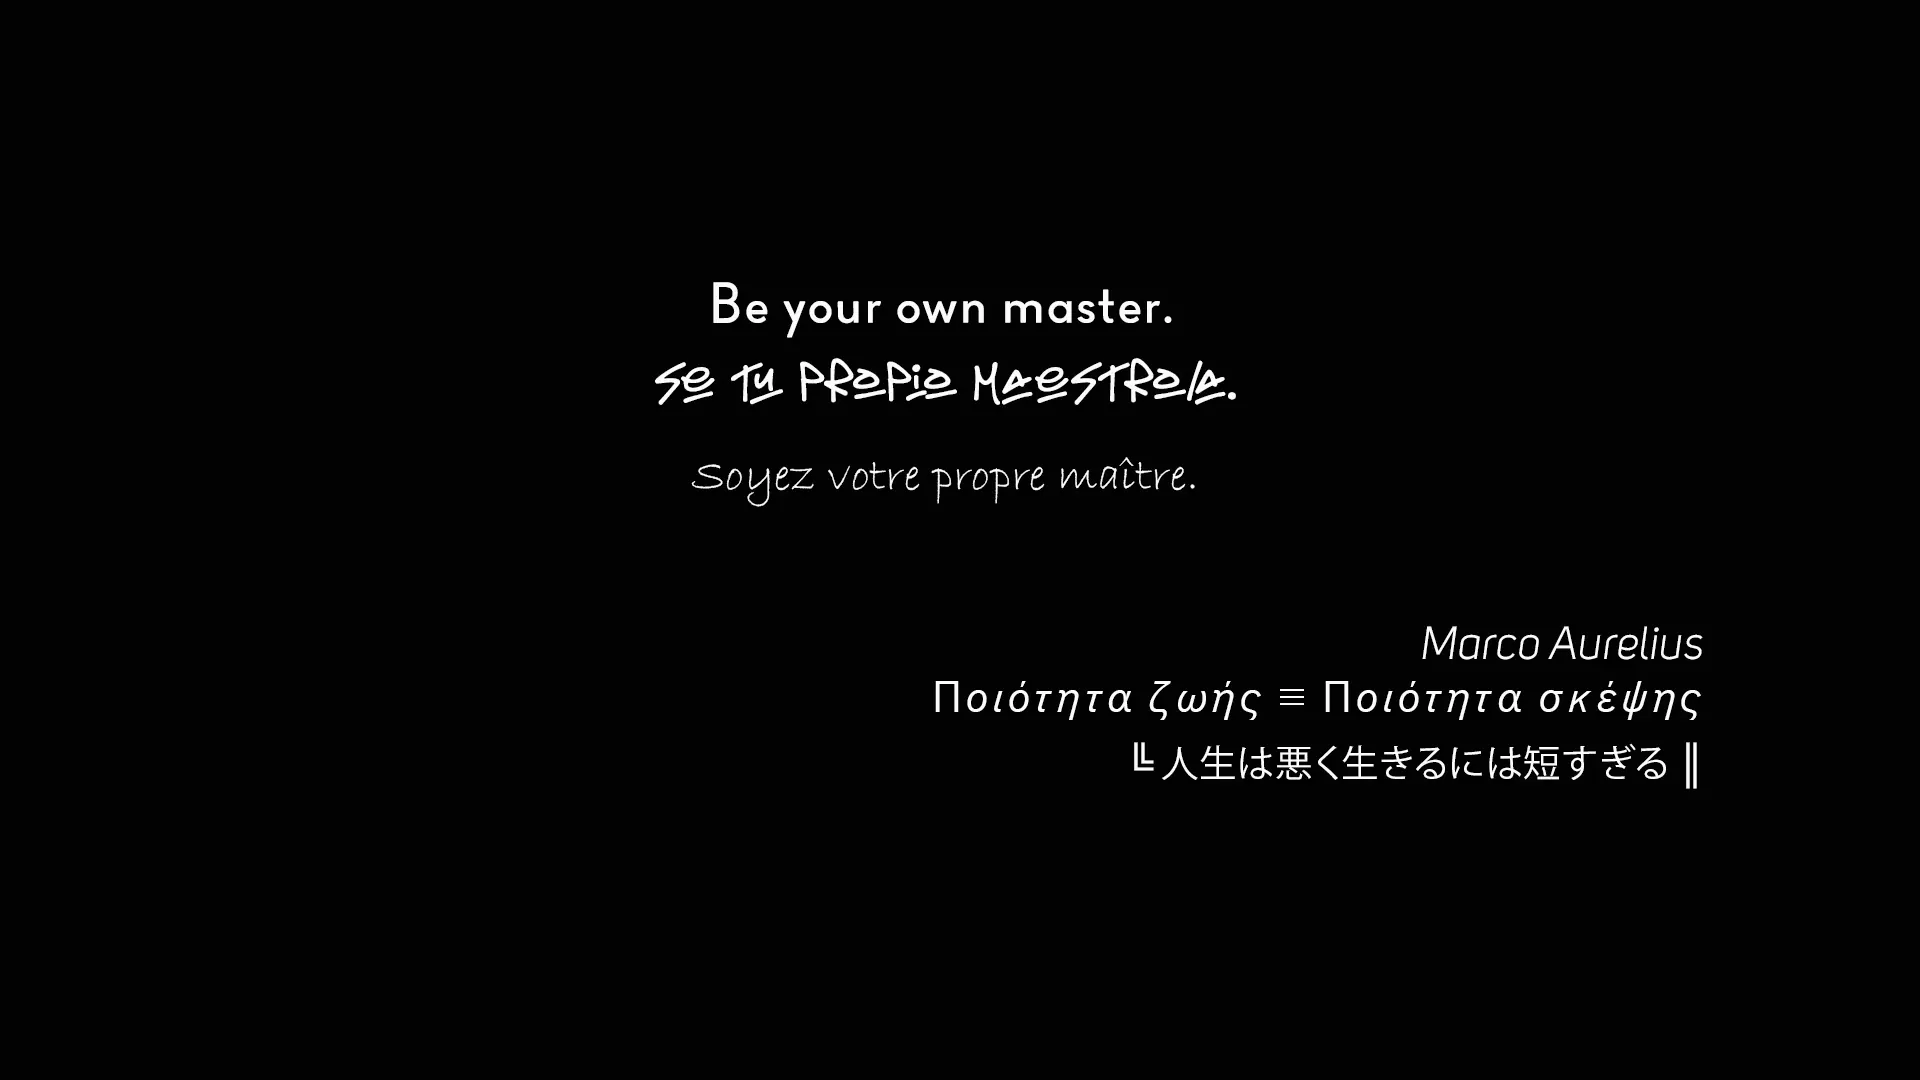 Be your own master.
Se tu propio maestro/a.
Soyez votre propre maître.
Marco Aurelius
Ποιότητα ζωής ≡ Ποιότητα σκέψης
╚ 人生は悪く生きるには短すぎる ║